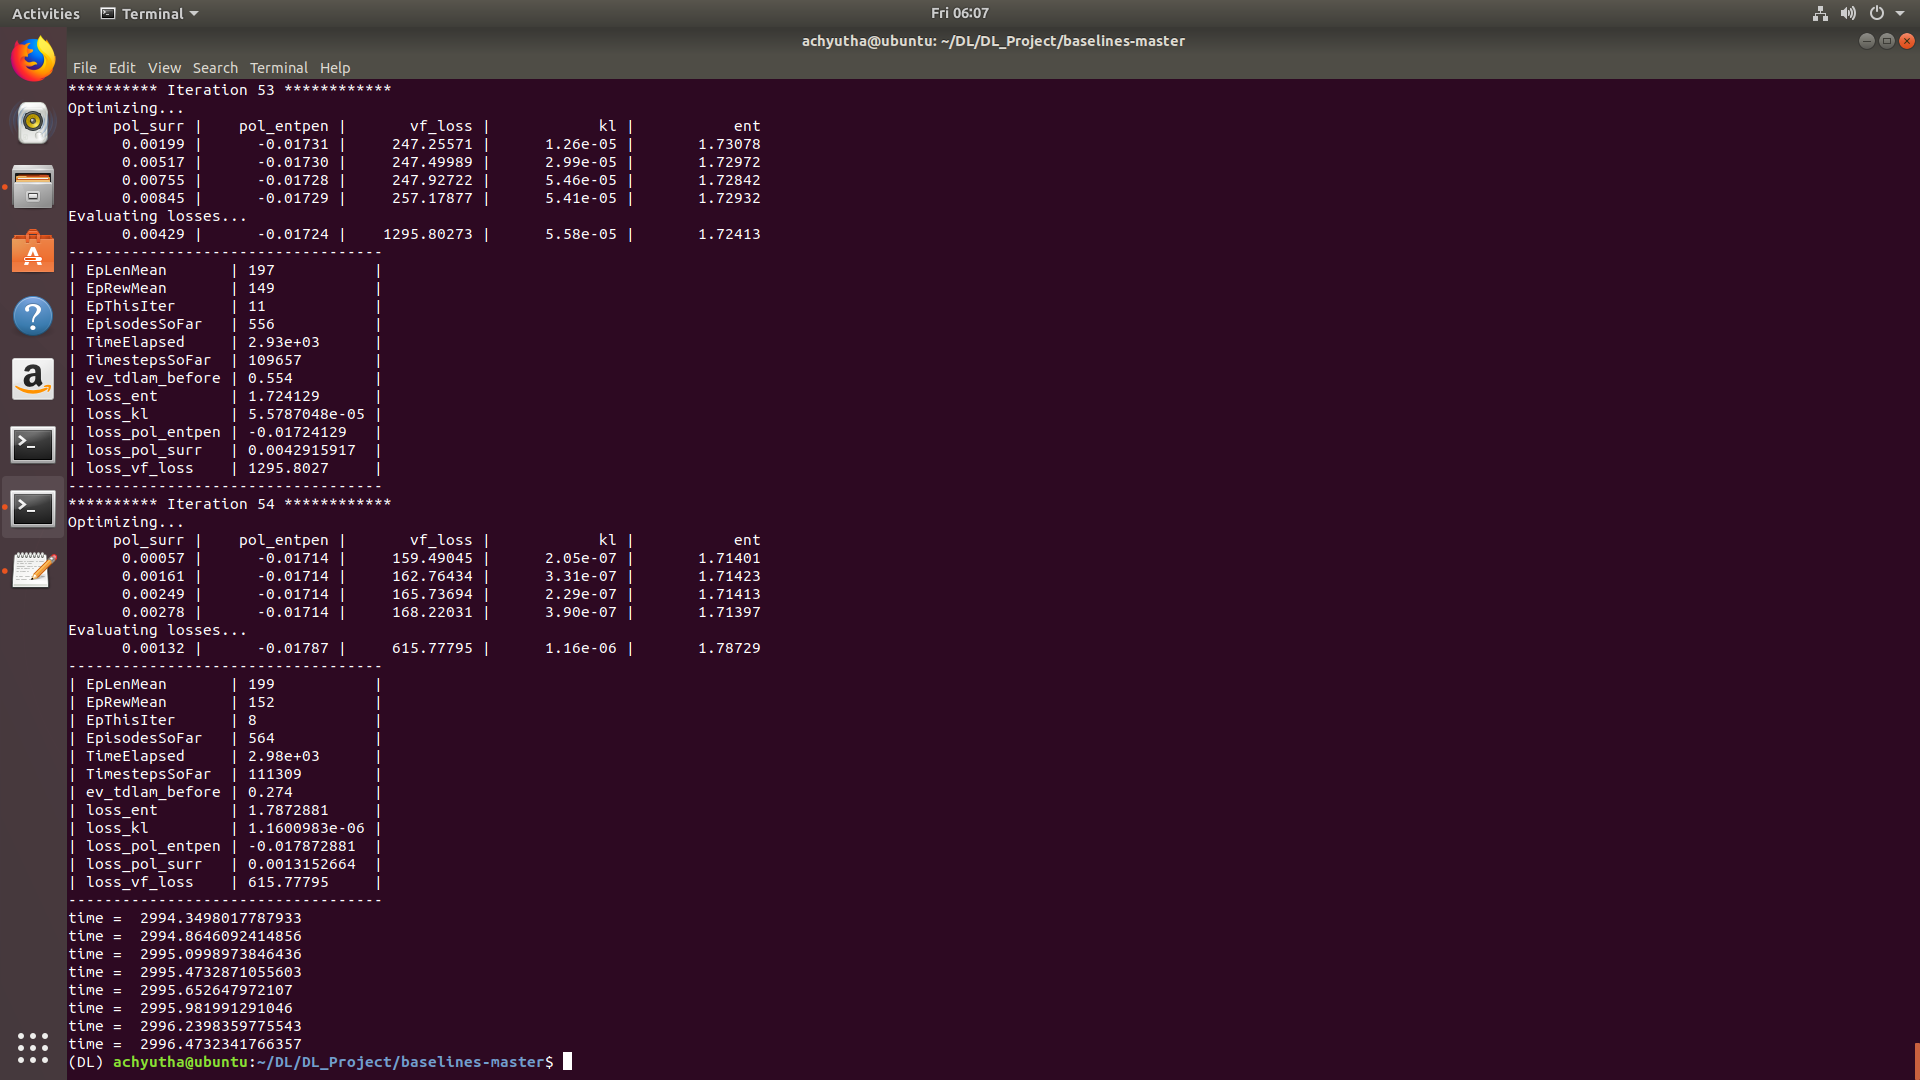 Activities Terminal Fri 06:07
achyutha@ubuntu: ~/DL/DL_Project/baselines-master
File Edit View Search Terminal Help
********** Iteration 53 ************
Optimizing...
     pol_surr |    pol_entpen |       vf_loss |            kl |           ent
      0.00199 |      -0.01731 |     247.25571 |      1.26e-05 |       1.73078
      0.00517 |      -0.01730 |     247.49989 |      2.99e-05 |       1.72972
      0.00755 |      -0.01728 |     247.92722 |      5.46e-05 |       1.72842
      0.00845 |      -0.01729 |     257.17877 |      5.41e-05 |       1.72932
Evaluating losses...
      0.00429 |      -0.01724 |    1295.80273 |      5.58e-05 |       1.72413
-----------------------------------
| EpLenMean       | 197           |
| EpRewMean       | 149           |
| EpThisIter      | 11            |
| EpisodesSoFar   | 556           |
| TimeElapsed     | 2.93e+03      |
| TimestepsSoFar  | 109657        |
| ev_tdlam_before | 0.554         |
| loss_ent        | 1.724129      |
| loss_kl         | 5.5787048e-05 |
| loss_pol_entpen | -0.01724129   |
| loss_pol_surr   | 0.0042915917  |
| loss_vf_loss    | 1295.8027     |
-----------------------------------
********** Iteration 54 ************
Optimizing...
     pol_surr |    pol_entpen |       vf_loss |            kl |           ent
      0.00057 |      -0.01714 |     159.49045 |      2.05e-07 |       1.71401
      0.00161 |      -0.01714 |     162.76434 |      3.31e-07 |       1.71423
      0.00249 |      -0.01714 |     165.73694 |      2.29e-07 |       1.71413
      0.00278 |      -0.01714 |     168.22031 |      3.90e-07 |       1.71397
Evaluating losses...
      0.00132 |      -0.01787 |     615.77795 |      1.16e-06 |       1.78729
-----------------------------------
| EpLenMean       | 199           |
| EpRewMean       | 152           |
| EpThisIter      | 8             |
| EpisodesSoFar   | 564           |
| TimeElapsed     | 2.98e+03      |
| TimestepsSoFar  | 111309        |
| ev_tdlam_before | 0.274         |
| loss_ent        | 1.7872881     |
| loss_kl         | 1.1600983e-06 |
| loss_pol_entpen | -0.017872881  |
| loss_pol_surr   | 0.0013152664  |
| loss_vf_loss    | 615.77795     |
-----------------------------------
time =  2994.3498017787933
time =  2994.8646092414856
time =  2995.0998973846436
time =  2995.4732871055603
time =  2995.652647972107
time =  2995.981991291046
time =  2996.2398359775543
time =  2996.4732341766357
(DL) achyutha@ubuntu:~/DL/DL_Project/baselines-master$